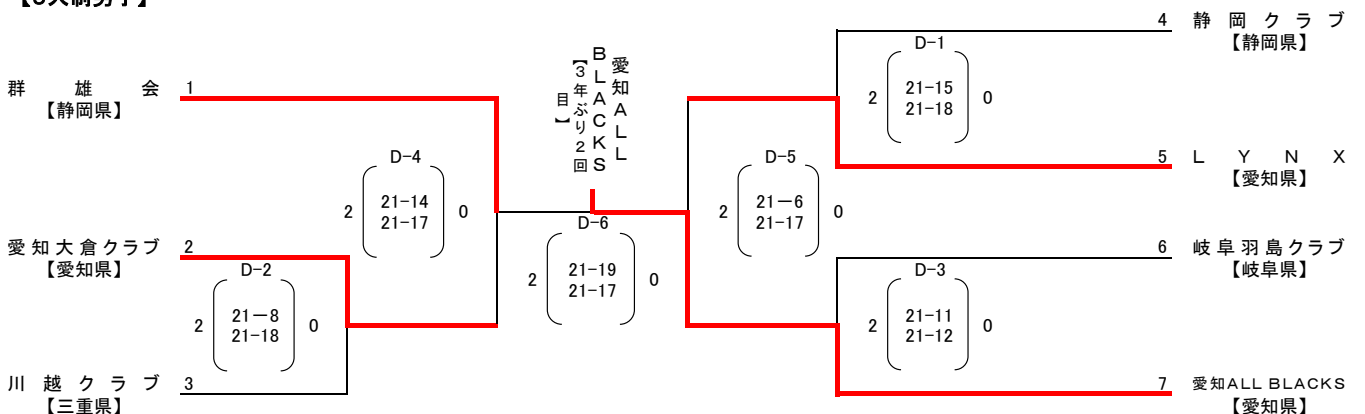 4 静岡クラブ
【静岡県】
D-1
2 21-15 0
21-18
5 LYNX
【愛知県】
群雄会 1
【静岡県】
愛知ALL
BLACKS
【3年ぶり2回
目】
D-4
2 21-14 0
21-17
D-5
2 21-6 0
21-17
愛知大倉クラブ 2
【愛知県】
D-2
2 21-8 0
21-18
D-6
2 21-19 0
21-17
6 岐阜羽島クラブ
【岐阜県】
D-3
2 21-11 0
21-12
川越クラブ 3
【三重県】
7 愛知ALL BLACKS
【愛知県】